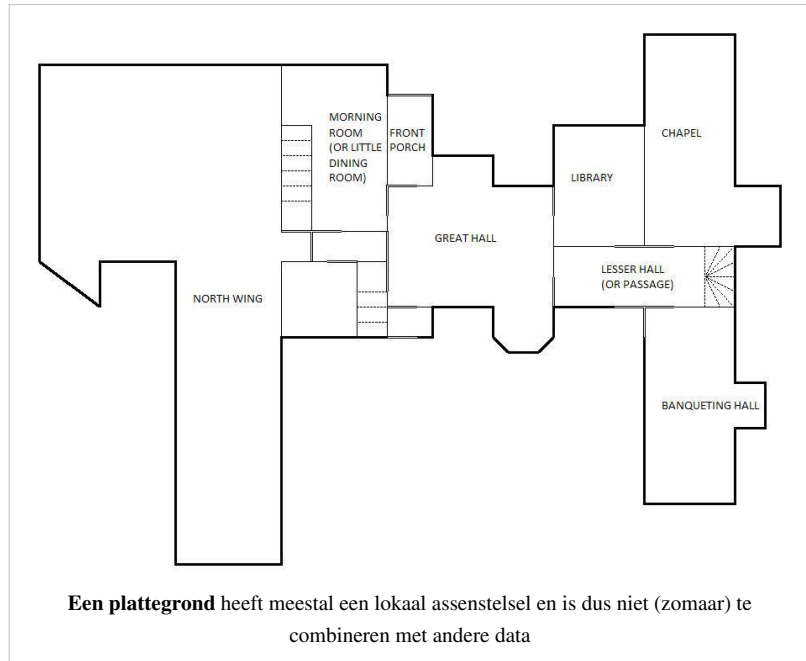 MORNING
ROOM
(OR LITTLE
DINING
ROOM)
FRONT
PORCH
CHAPEL
LIBRARY
GREAT HALL
LESSER HALL
(OR PASSAGE)
NORTH WING
BANQUETING HALL
Een plattegrond heeft meestal een lokaal assenstelsel en is dus niet (zomaar) te
combineren met andere data